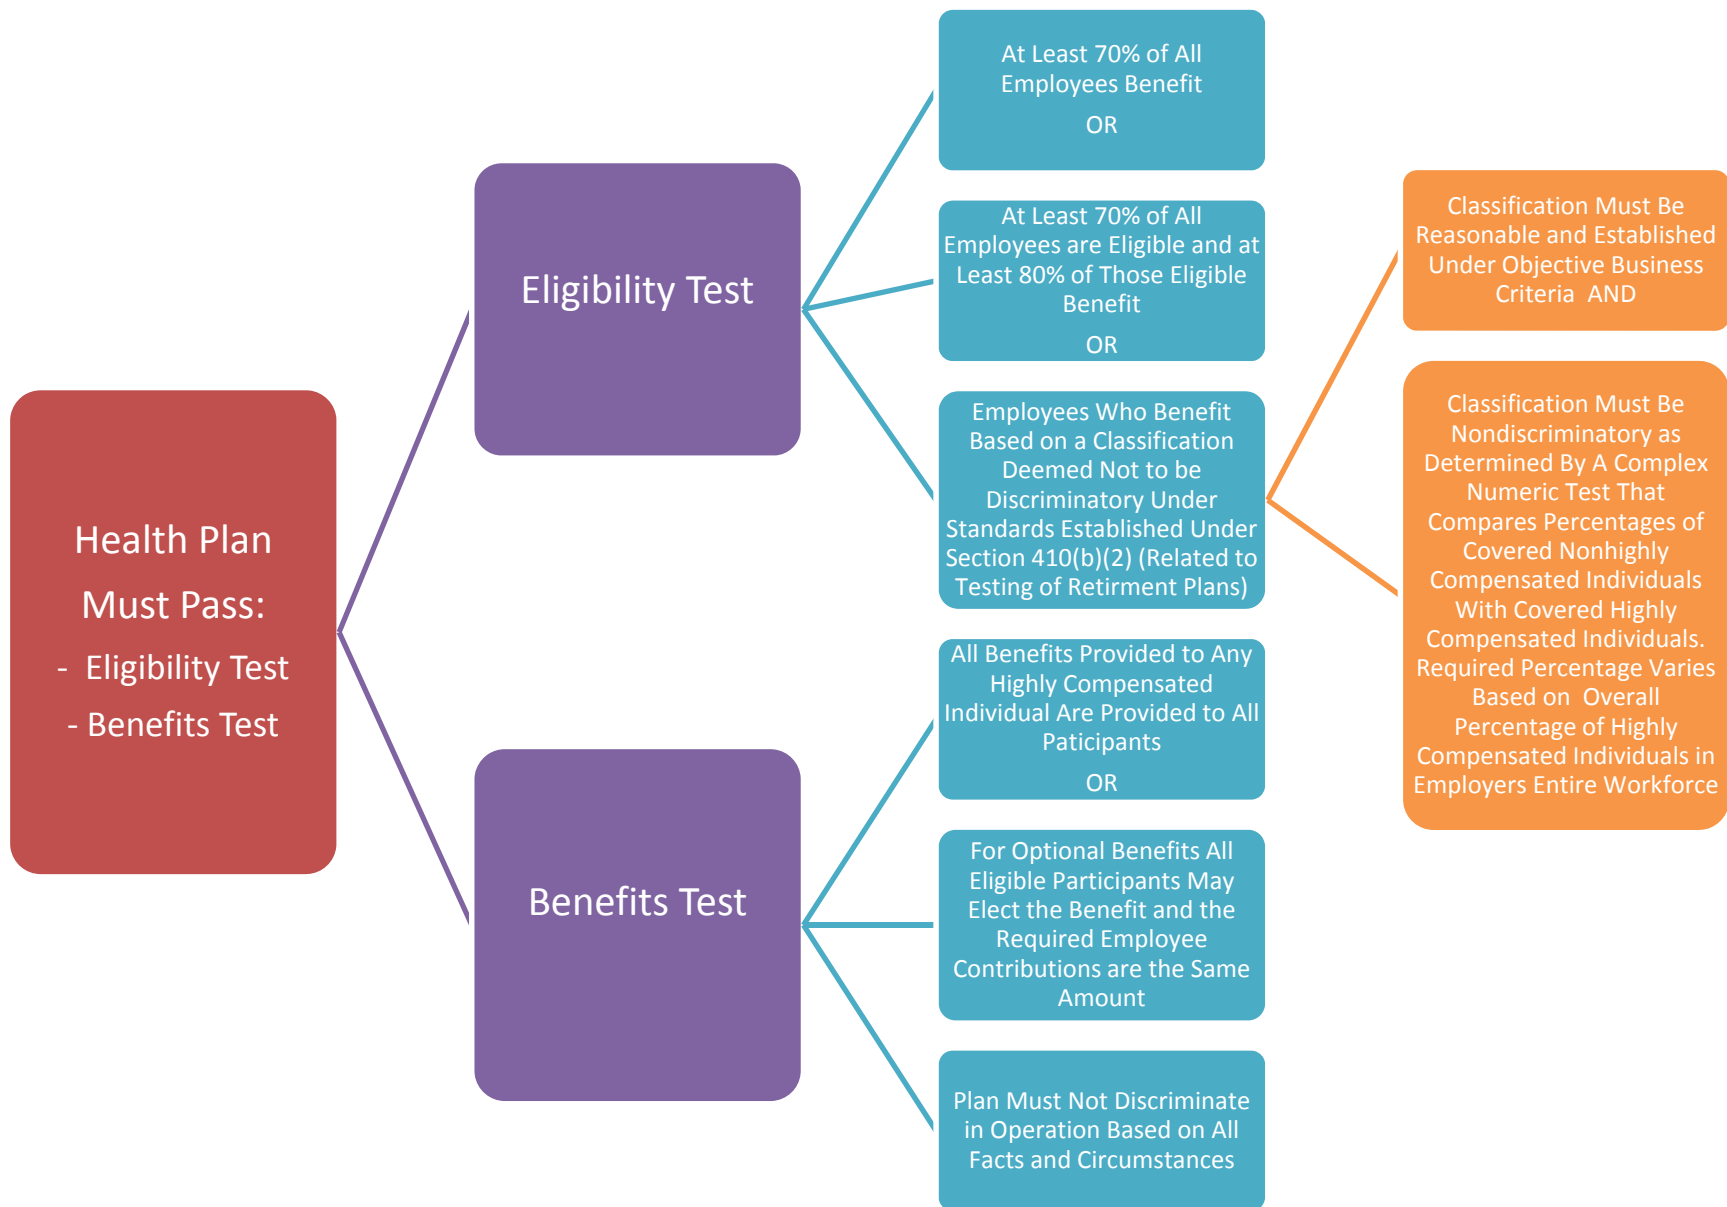 Health Plan
Must Pass:
- Eligibility Test
- Benefits Test
Eligibility Test
At Least 70% of All
Employees Benefit
OR
At Least 70% of All
Employees are Eligible and at
Least 80% of Those Eligible
Benefit
OR
Employees Who Benefit
Based on a Classification
Deemed Not to be
Discriminatory Under
Standards Established Under
Section 410(b)(2) (Related to
Testing of Retirment Plans)
Classification Must Be
Reasonable and Established
Under Objective Business
Criteria AND
Classification Must Be
Nondiscriminatory as
Determined By A Complex
Numeric Test That
Compares Percentages of
Covered Nonhighly
Compensated Individuals
With Covered Highly
Compensated Individuals.
Required Percentage Varies
Based on Overall
Percentage of Highly
Compensated Individuals in
Employers Entire Workforce
Benefits Test
All Benefits Provided to Any
Highly Compensated
Individual Are Provided to All
Paticipants
OR
For Optional Benefits All
Eligible Participants May
Elect the Benefit and the
Required Employee
Contributions are the Same
Amount
Plan Must Not Discriminate
in Operation Based on All
Facts and Circumstances